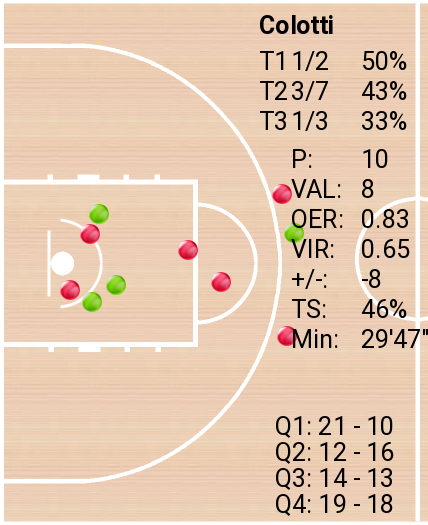 Colotti
T1 1/2 50%
T2 3/7 43%
T3 1/3 33%
P: 10
VAL: 8
OER: 0.83
VIR: 0.65
+/-: -8
TS: 46%
Min: 29'47"
Q1: 21 - 10
Q2: 12 - 16
Q3: 14 - 13
Q4: 19 - 18